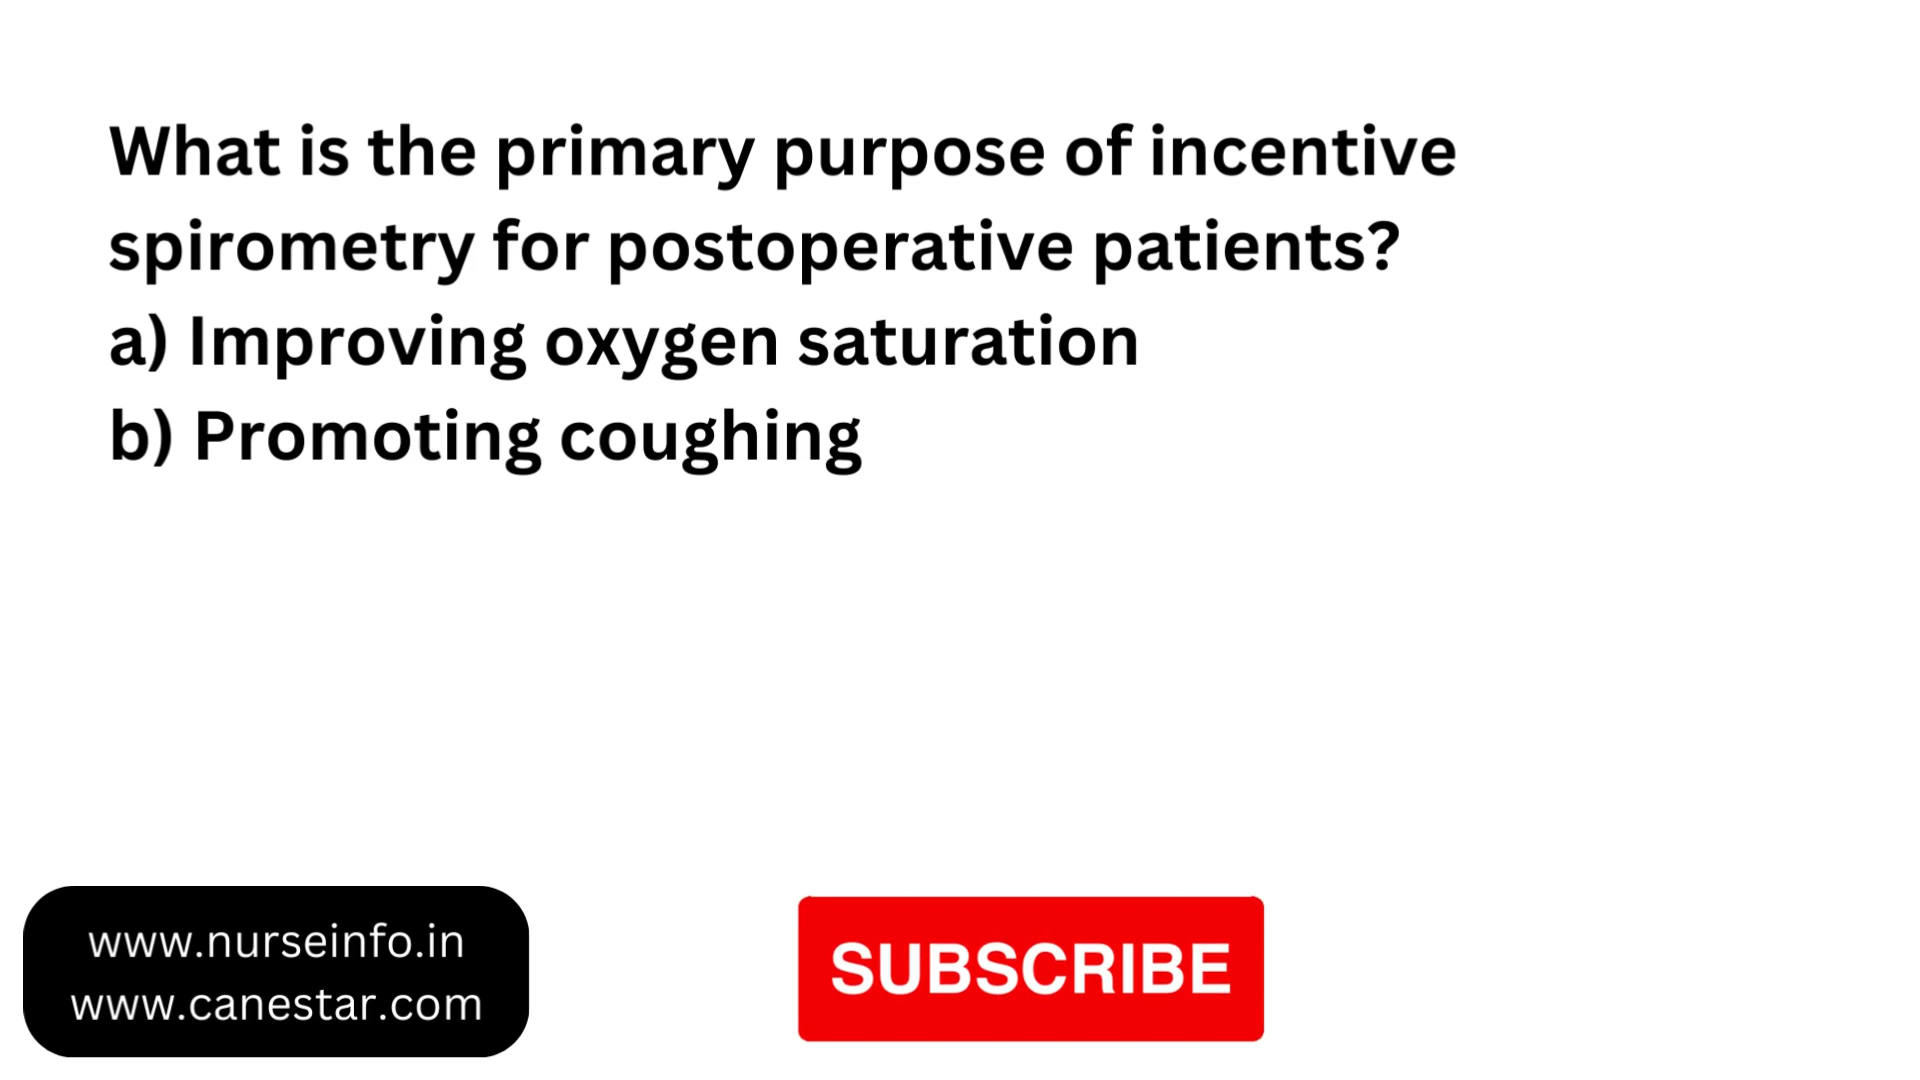 What is the primary purpose of incentive
spirometry for postoperative patients?
a) Improving oxygen saturation
b) Promoting coughing
www.nurseinfo.in
www.canestar.com
SUBSCRIBE